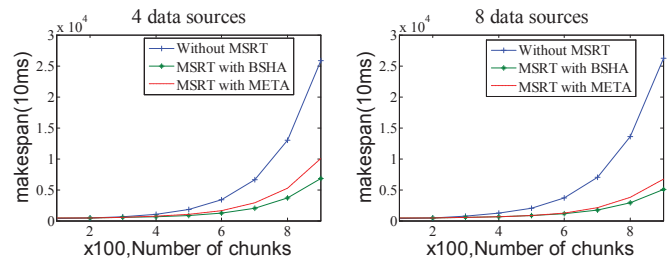 4 data sources
x 10^4
3
2.5
2
1.5
1
0.5
0
makespan(10ms)
Without MSRT
MSRT with BSHA
MSRT with META
2 4 6 8
x100,Number of chunks
8 data sources
x 10^4
3
2.5
2
1.5
1
0.5
0
makespan(10ms)
Without MSRT
MSRT with BSHA
MSRT with META
2 4 6 8
x100,Number of chunks